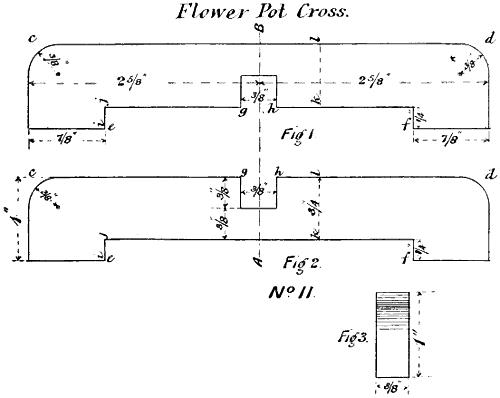 Flower Pot Cross.
c B l d
3/8" 3/8"
2 5/8" 2 5/8"
3/8"
j g h k
i e f 1/4
Fig 1
7/8" 7/8"
c g h l d
3/8" 3/8" 3/8"
1" 3/8" 3/4"
j k
i e A f 1/4"
Fig 2.
No 11.
Fig 3. 1"
3/8"